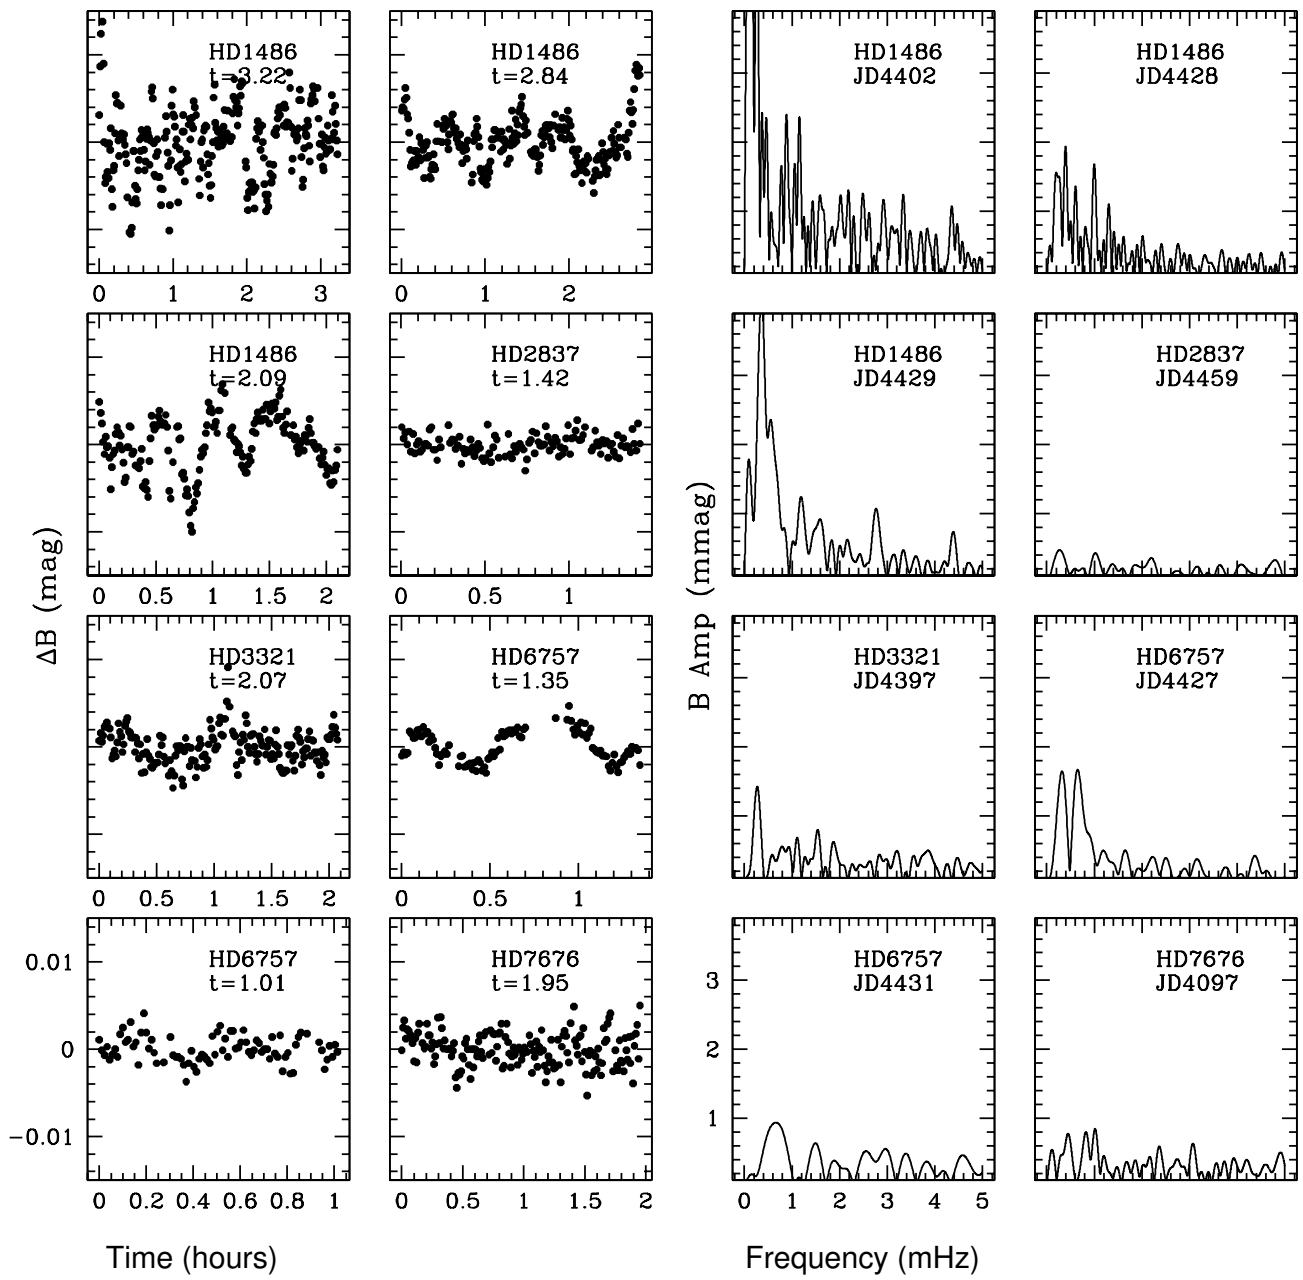 HD1486
t=3.22
HD1486
t=2.84
HD1486
JD4402
HD1486
JD4428
0 1 2 3
0 1 2
HD1486
t=2.09
HD2837
t=1.42
HD1486
JD4429
HD2837
JD4459
0 0.5 1 1.5 2
0 0.5 1
ΔB (mag)
B Amp (mmag)
HD3321
t=2.07
HD6757
t=1.35
HD3321
JD4397
HD6757
JD4427
0 0.5 1 1.5 2
0 0.5 1
HD6757
t=1.01
HD7676
t=1.95
HD6757
JD4431
HD7676
JD4097
0.01
0
−0.01
3
2
1
0 0.2 0.4 0.6 0.8 1
0 0.5 1 1.5 2
0 1 2 3 4 5
Time (hours)
Frequency (mHz)